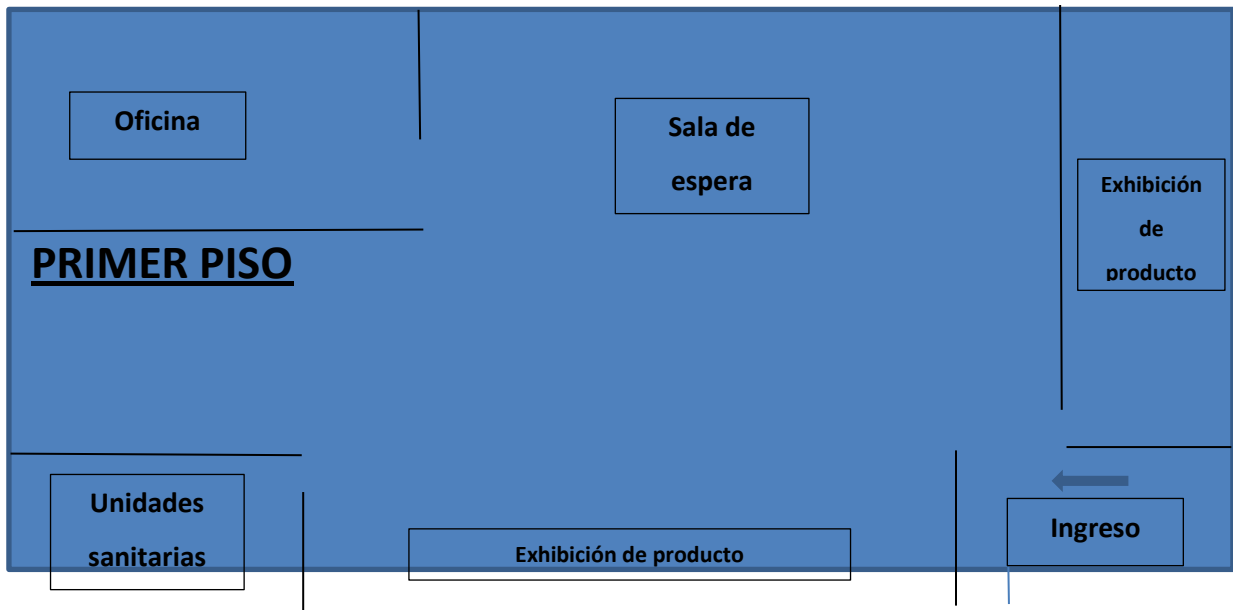 Oficina
Sala de
espera
Exhibición
de
producto
PRIMER PISO
Unidades
sanitarias
Exhibición de producto
Ingreso